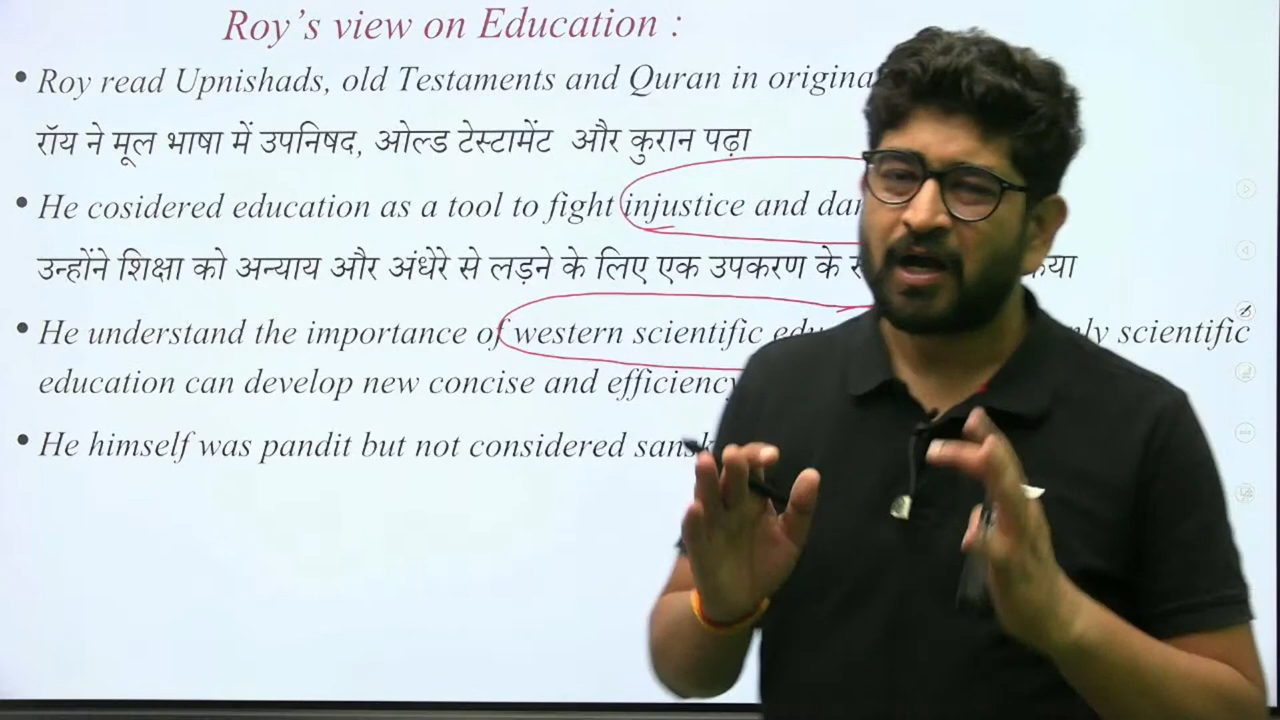 Roy's view on Education :
• Roy read Upnishads, old Testaments and Quran in
रॉय ने मूल भाषा में उपनिषद, ओल्ड टेस्टामेंट और कुरान पढ़ा
• He cosidered education as a tool to fight injustice and
उन्होंने शिक्षा को अन्याय और अंधेरे से लड़ने के लिए एक उपकरण के
• He understand the importance of western scientific scientific
education can develop new concise and efficiency
• He himself was pandit but not considered